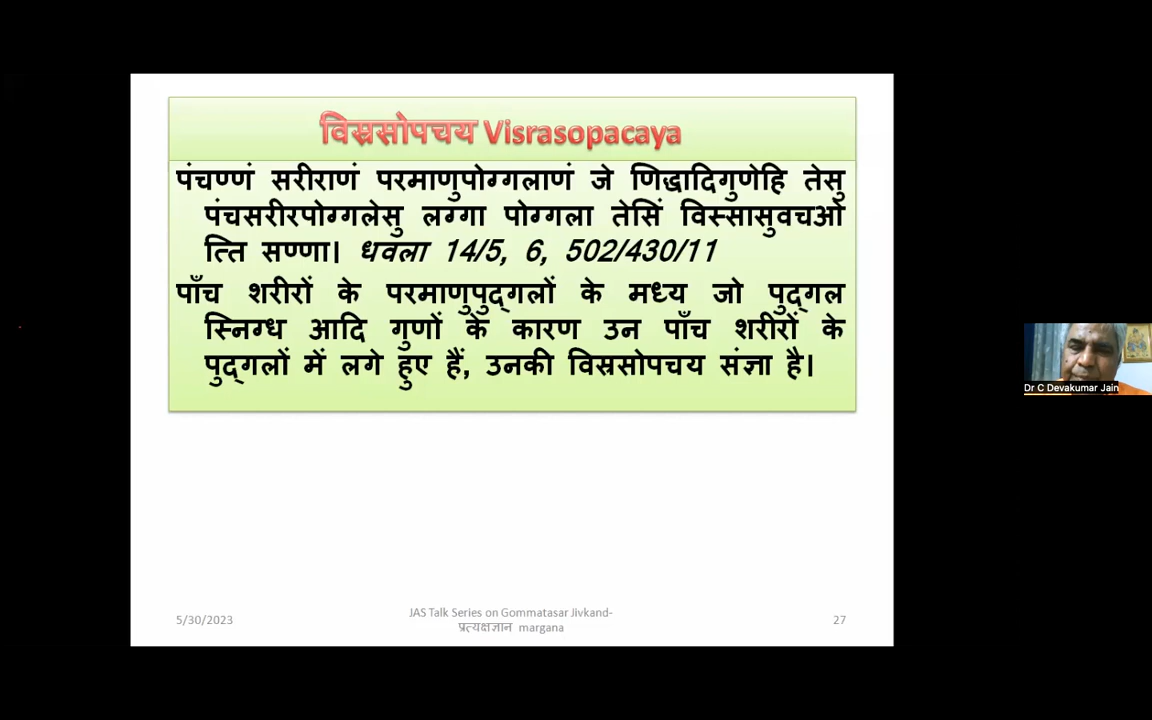 विस्रसोपचय Visrasopacaya
पंचण्णं सरीराणं परमाणुपोग्गलाणं जे णिद्धादिगुणेहि तेसु
पंचसरीरपोग्गलेसु लग्गा पोग्गला तेसिं विस्सासुवचओ
त्ति सण्णा। धवला 14/5, 6, 502/430/11
पाँच शरीरों के परमाणुपुद्‌गलों के मध्य जो पुद्‌गल
स्निग्ध आदि गुणों के कारण उन पाँच शरीरों के
पुद्‌गलों में लगे हुए हैं, उनकी विस्रसोपचय संज्ञा है।
Dr C Devakumar Jain
5/30/2023
JAS Talk Series on Gommatasar Jivkand-
प्रत्यक्षज्ञान margana
27